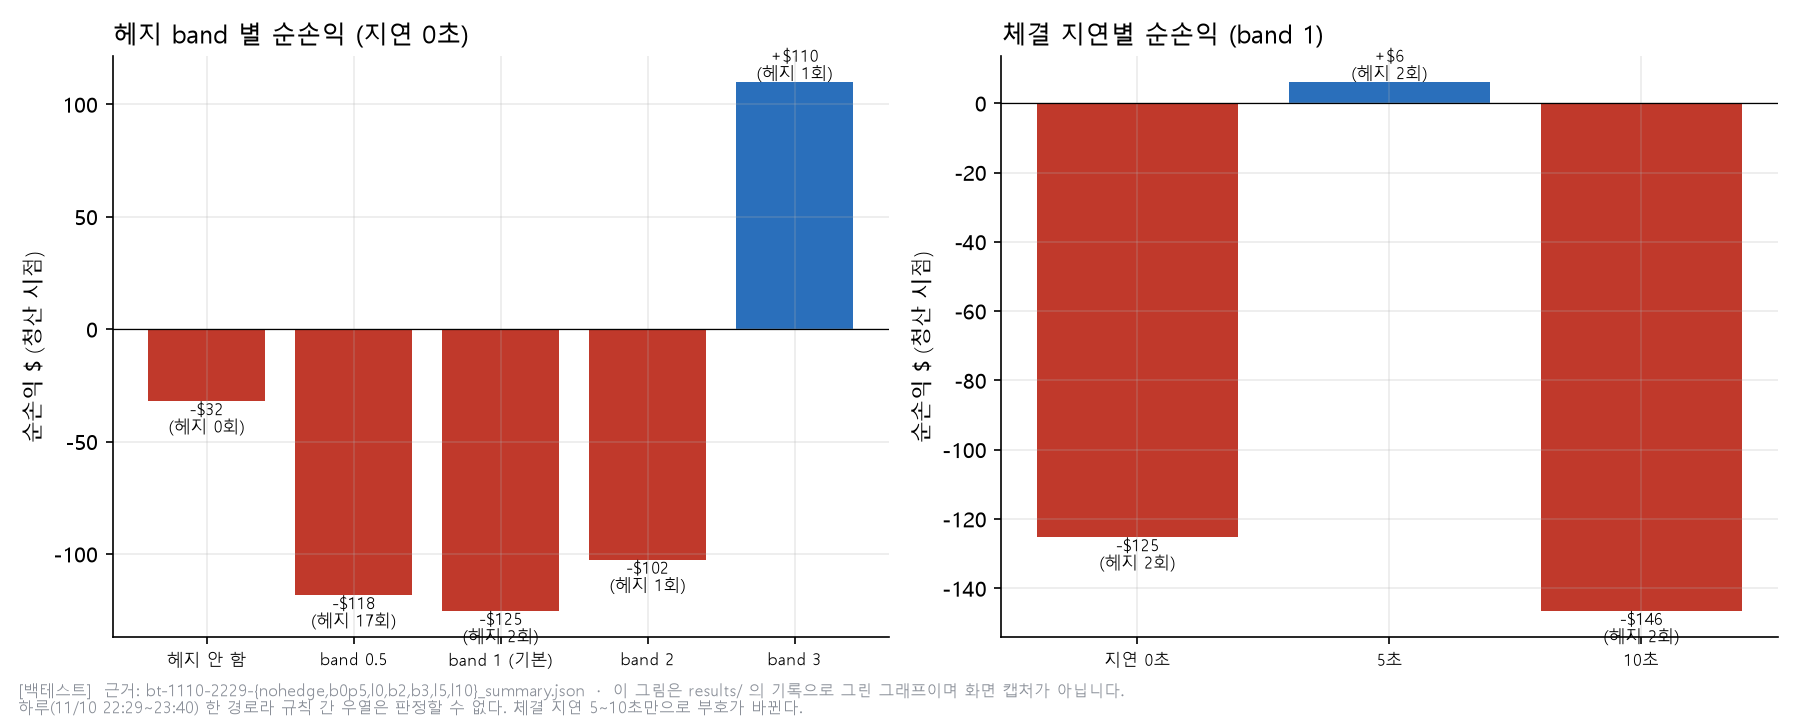 헤지 band 별 순손익 (지연 0초)
순손익 $ (청산 시점)
100
50
0
-50
-100
-$32
(헤지 0회)
-$118
(헤지 17회)
-$125
(헤지 2회)
-$102
(헤지 1회)
+$110
(헤지 1회)
헤지 안 함
band 0.5
band 1 (기본)
band 2
band 3
체결 지연별 순손익 (band 1)
순손익 $ (청산 시점)
0
-20
-40
-60
-80
-100
-120
-140
-$125
(헤지 2회)
+$6
(헤지 2회)
-$146
(헤지 2회)
지연 0초
5초
10초
[백테스트] 근거: bt-1110-2229-{nohedge,b0p5,l0,b2,b3,l5,l10}_summary.json · 이 그림은 results/ 의 기록으로 그린 그래프이며 화면 캡처가 아닙니다.
하루(11/10 22:29~23:40) 한 경로라 규칙 간 우열은 판정할 수 없다. 체결 지연 5~10초만으로 부호가 바뀐다.